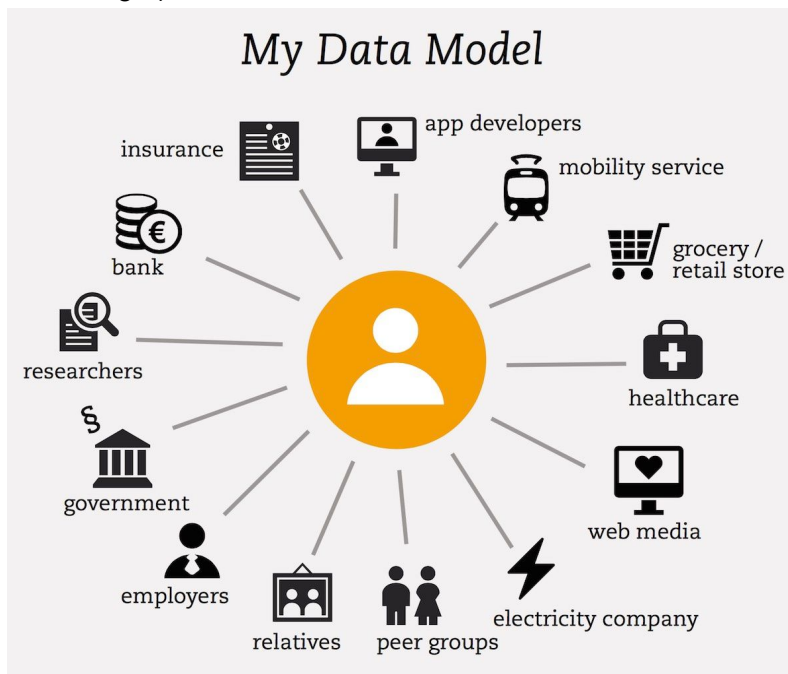 My Data Model
app developers
insurance
mobility service
€
bank
grocery /
retail store
researchers
healthcare
§
government
web media
employers
electricity company
relatives
peer groups